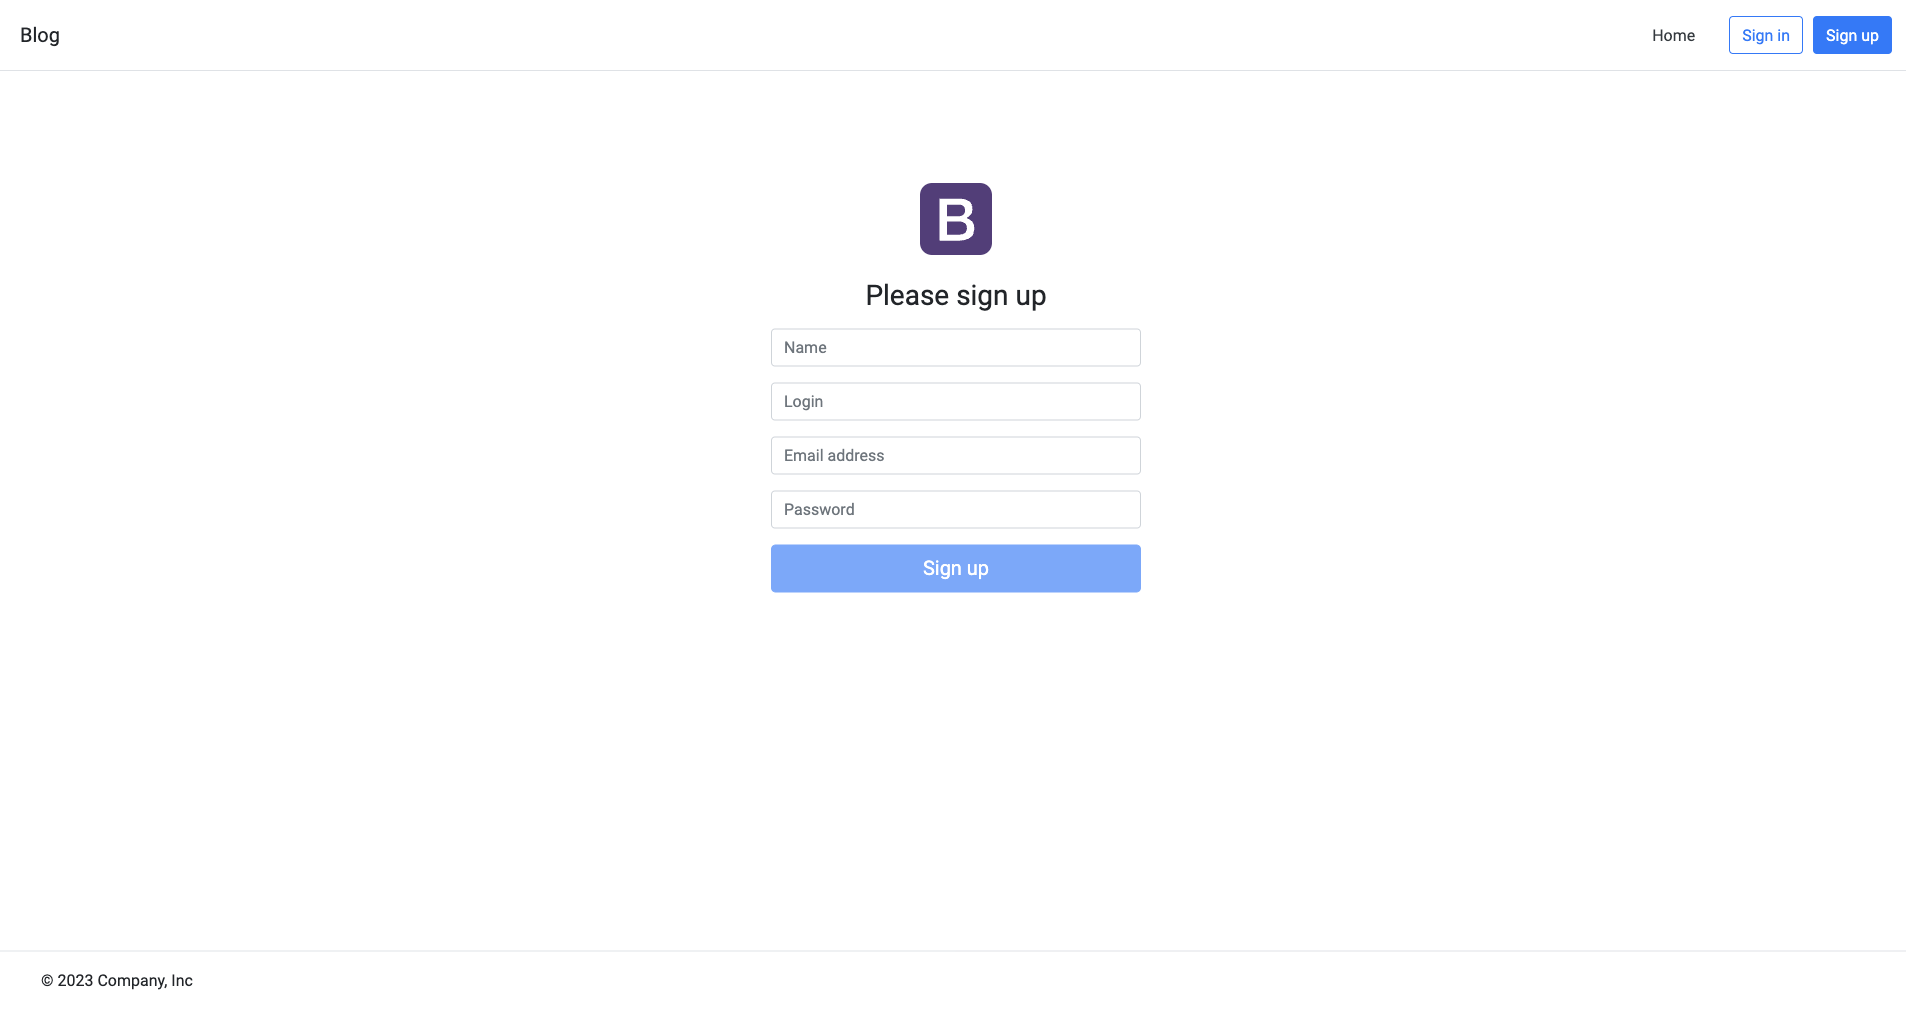 Blog
Home
Sign in
Sign up
B
Please sign up
Name
Login
Email address
Password
Sign up
© 2023 Company, Inc